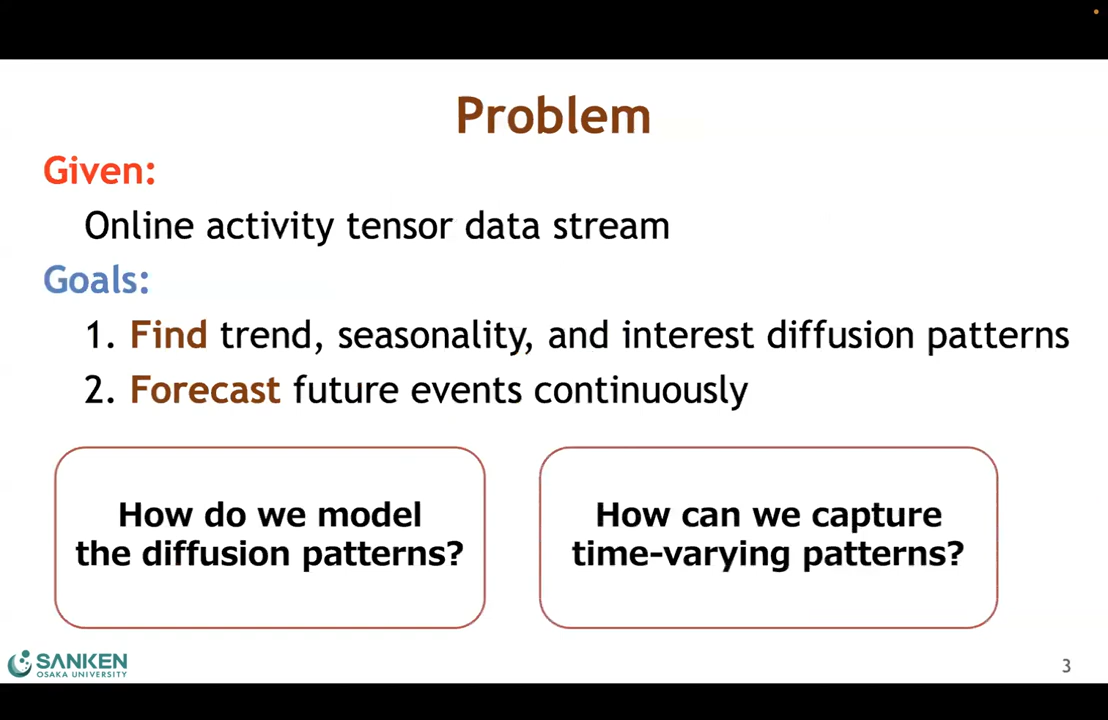 Problem
Given:
Online activity tensor data stream
Goals:
1. Find trend, seasonality, and interest diffusion patterns
2. Forecast future events continuously
How do we model
the diffusion patterns?
How can we capture
time-varying patterns?
SANKEN
OSAKA UNIVERSITY
3